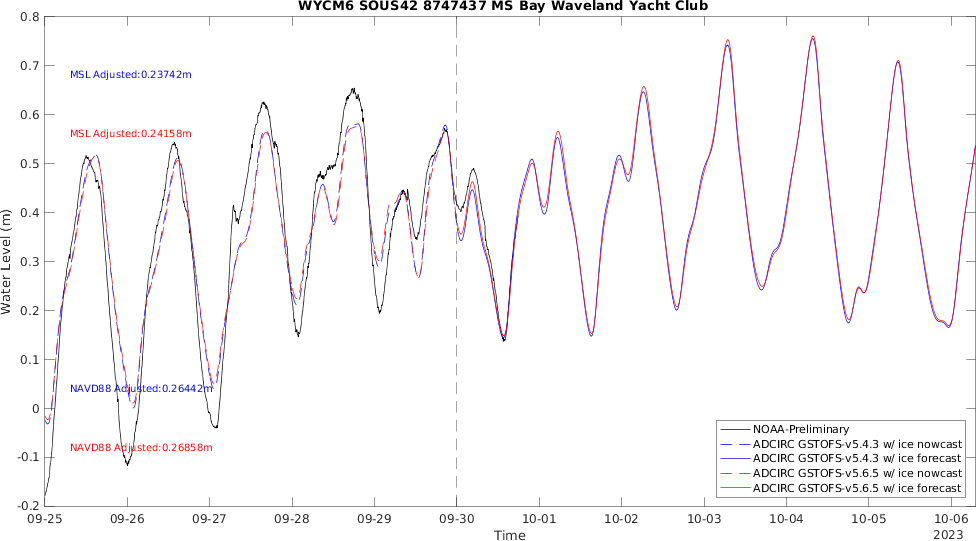 WYCM6 SOUS42 8747437 MS Bay Waveland Yacht Club
0.8
0.7
0.6
0.5
0.4
0.3
0.2
0.1
0
-0.1
-0.2
Water Level (m)
MSL Adjusted:0.23742m
MSL Adjusted:0.24158m
NAVD88 Adjusted:0.26442m
NAVD88 Adjusted:0.26858m
NOAA-Preliminary
ADCIRC GSTOFS-v5.4.3 w/ ice nowcast
ADCIRC GSTOFS-v5.4.3 w/ ice forecast
ADCIRC GSTOFS-v5.6.5 w/ ice nowcast
ADCIRC GSTOFS-v5.6.5 w/ ice forecast
09-25 09-26 09-27 09-28 09-29 09-30 10-01 10-02 10-03 10-04 10-05 10-06
Time
2023